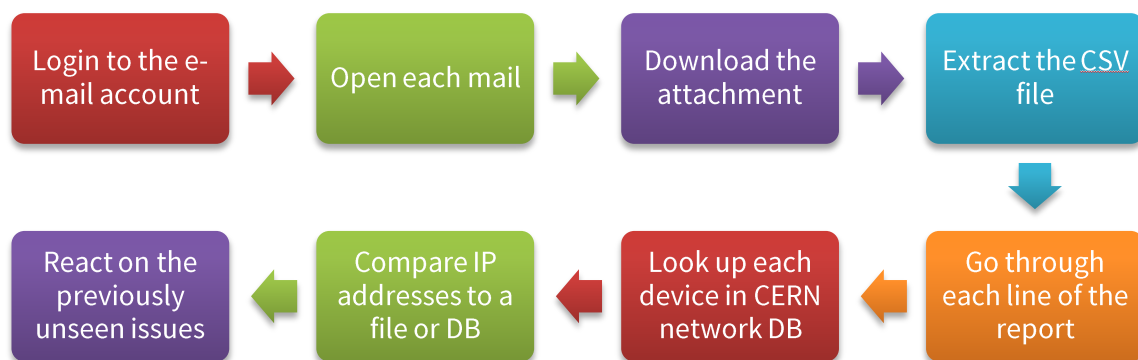 Login to the e-
mail account
Open each mail
Download the
attachment
Extract the CSV
file
Go through
each line of the
report
Look up each
device in CERN
network DB
Compare IP
addresses to a
file or DB
React on the
previously
unseen issues